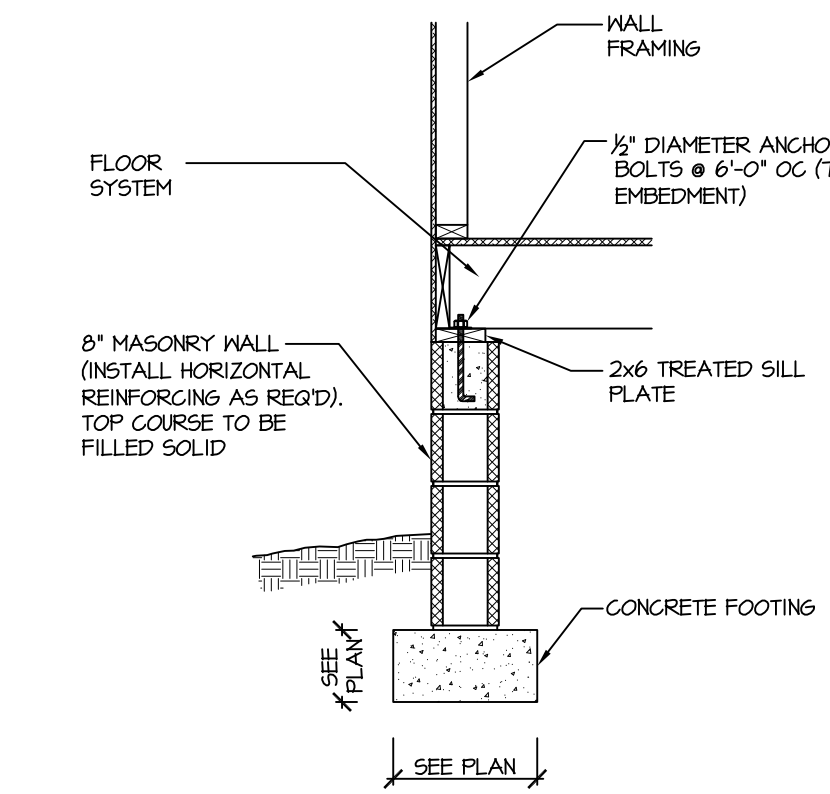 WALL
FRAMING
½" DIAMETER ANCHO
BOLTS @ 6'-0" OC (
EMBEDMENT)
FLOOR
SYSTEM
8" MASONRY WALL
(INSTALL HORIZONTAL
REINFORCING AS REQ'D).
TOP COURSE TO BE
FILLED SOLID
2x6 TREATED SILL
PLATE
CONCRETE FOOTING
SEE
PLAN
SEE PLAN